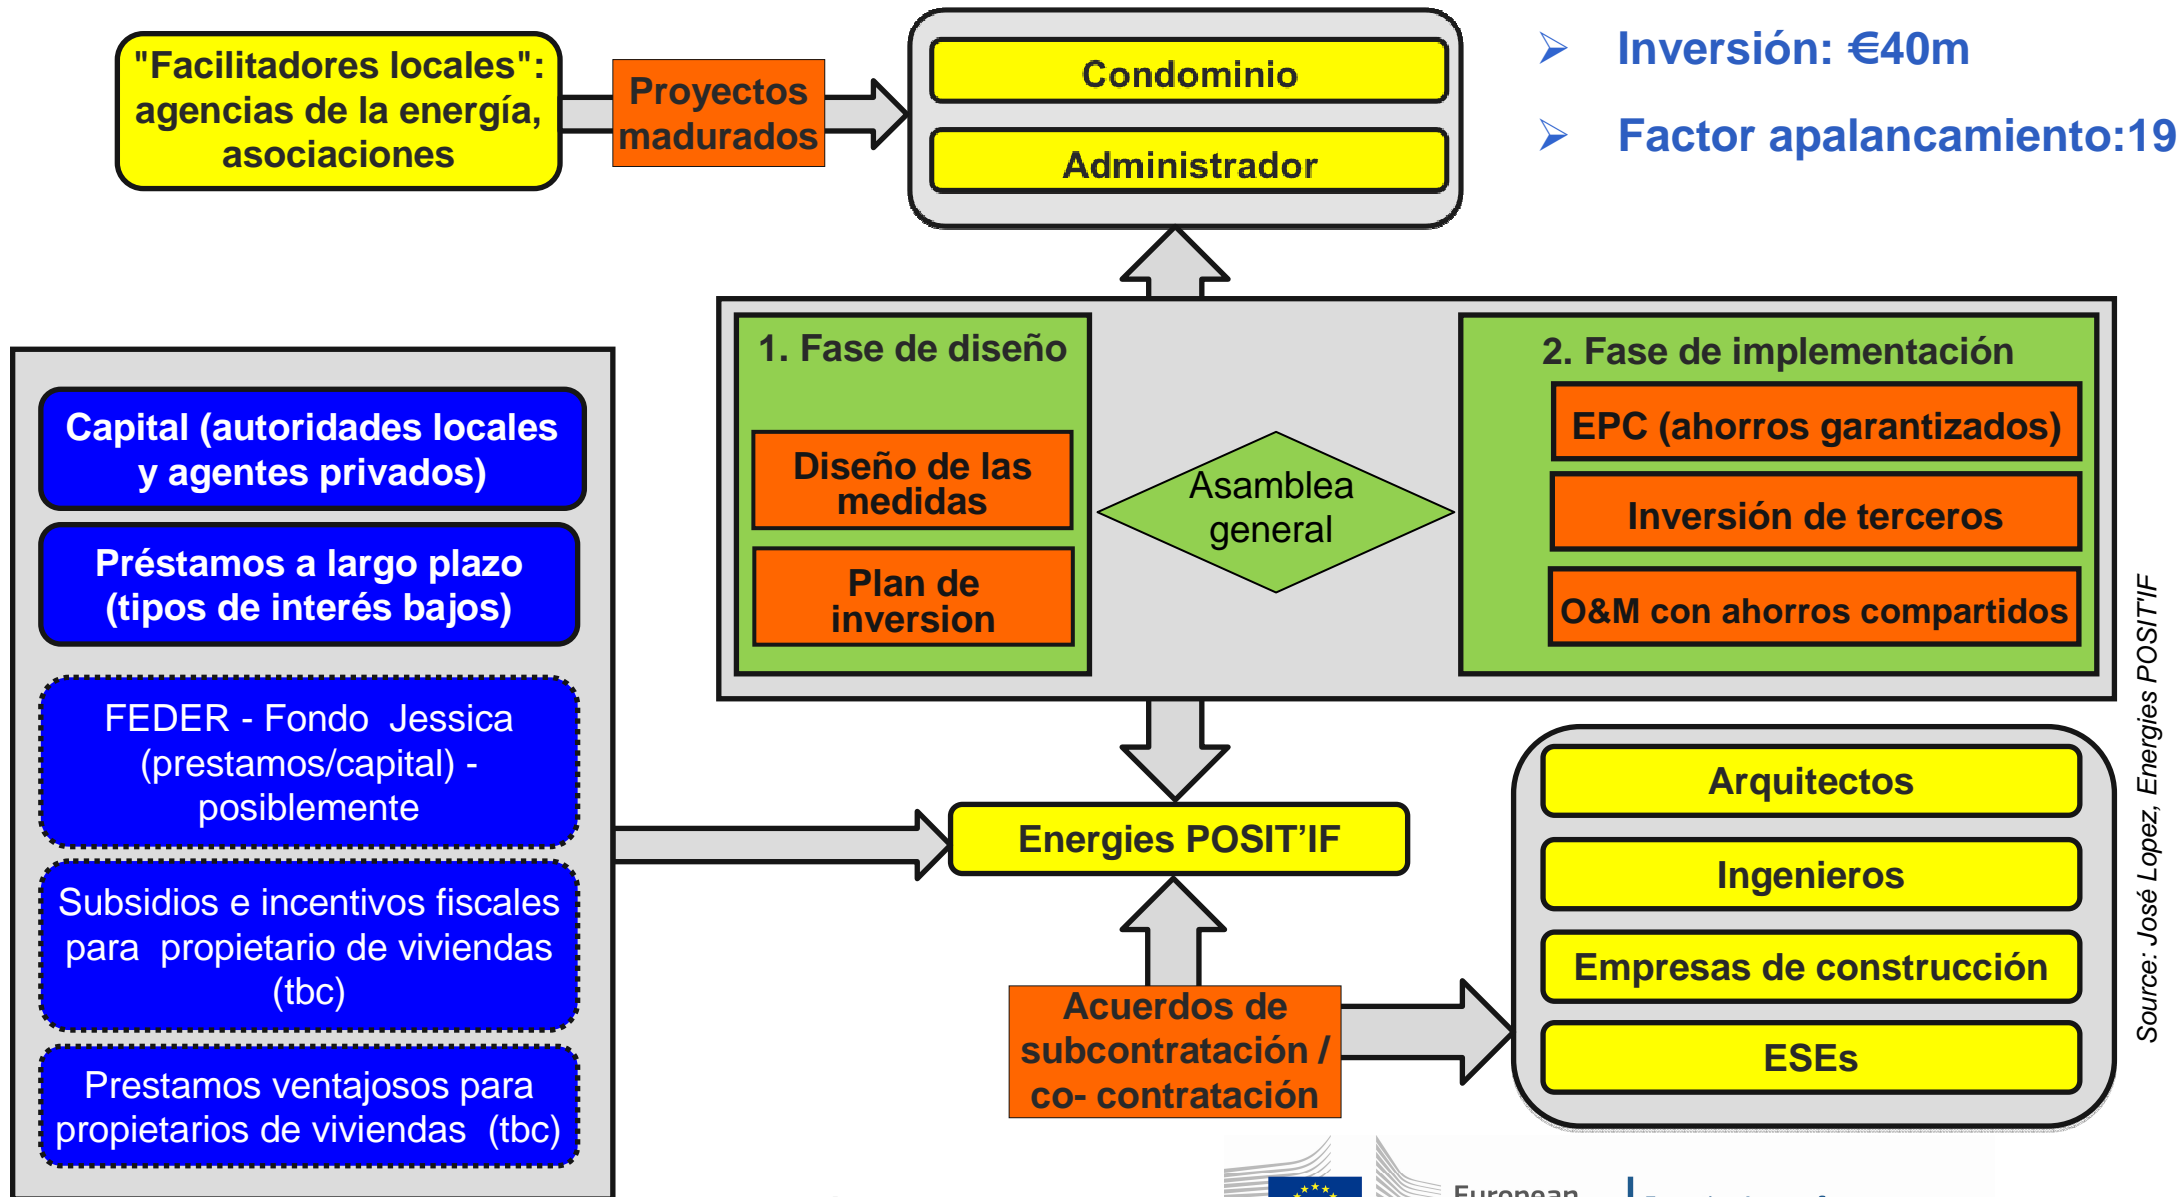 "Facilitadores locales":
agencias de la energía,
asociaciones
Proyectos
madurados
Condominio
Administrador
➢ Inversión: €40m
➢ Factor apalancamiento:19
1. Fase de diseño
Diseño de las
medidas
Plan de
inversion
Asamblea
general
2. Fase de implementación
EPC (ahorros garantizados)
Inversión de terceros
O&M con ahorros compartidos
Capital (autoridades locales
y agentes privados)
Préstamos a largo plazo
(tipos de interés bajos)
FEDER - Fondo Jessica
(prestamos/capital) -
posiblemente
Subsidios e incentivos fiscales
para propietario de viviendas
(tbc)
Prestamos ventajosos para
propietarios de viviendas (tbc)
Energies POSIT'IF
Acuerdos de
subcontratación /
co- contratación
Arquitectos
Ingenieros
Empresas de construcción
ESEs
Source: José Lopez, Energies POSIT'IF
European